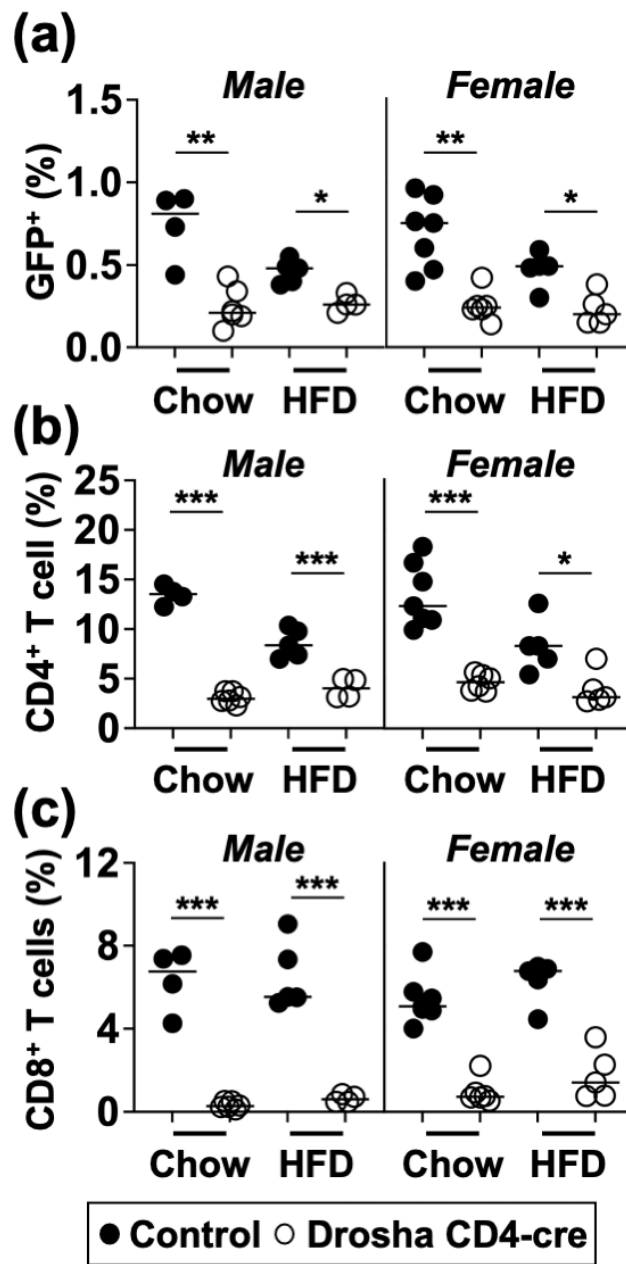 (a)
Male Female
GFP+ (%)
1.5
1.0
0.5
0.0
** * ** *
Chow HFD Chow HFD
(b)
Male Female
CD4+ T cell (%)
25
20
15
10
5
0
*** *** *** *
Chow HFD Chow HFD
(c)
Male Female
CD8+ T cells (%)
12
8
4
0
*** *** *** ***
Chow HFD Chow HFD
Control Drosha CD4-cre